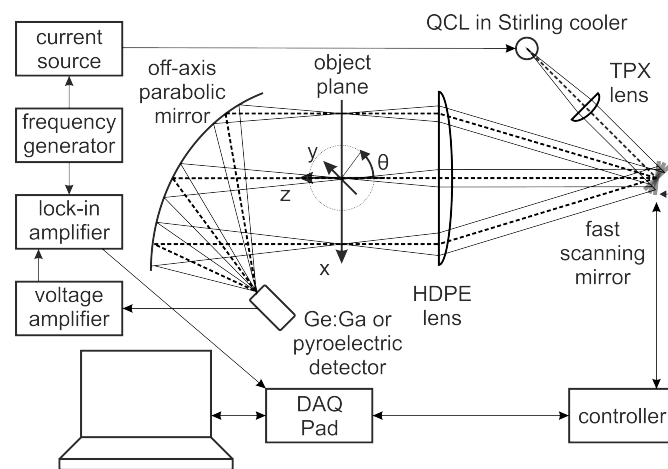 QCL in Stirling cooler
current
source
off-axis
parabolic
mirror
object
plane
TPX
lens
frequency
generator
y
θ
z
x
lock-in
amplifier
fast
scanning
mirror
HDPE
lens
voltage
amplifier
Ge:Ga or
pyroelectric
detector
DAQ
Pad
controller